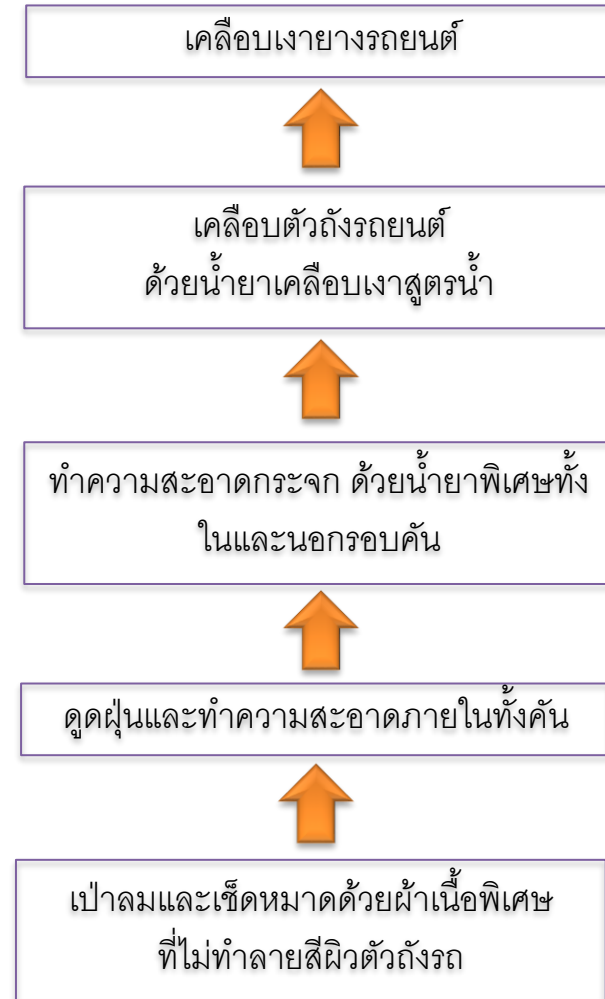 เคลือบเงายางรถยนต์
เคลือบตัวถังรถยนต์
ด้วยน้ำยาเคลือบเงาสูตรน้ำ
ทำความสะอาดกระจก ด้วยน้ำยาพิเศษทั้ง
ในและนอกรอบคัน
ดูดฝุ่นและทำความสะอาดภายในทั้งคัน
เป่าลมและเช็ดหมาดด้วยผ้าเนื้อพิเศษ
ที่ไม่ทำลายสีผิวตัวถังรถ